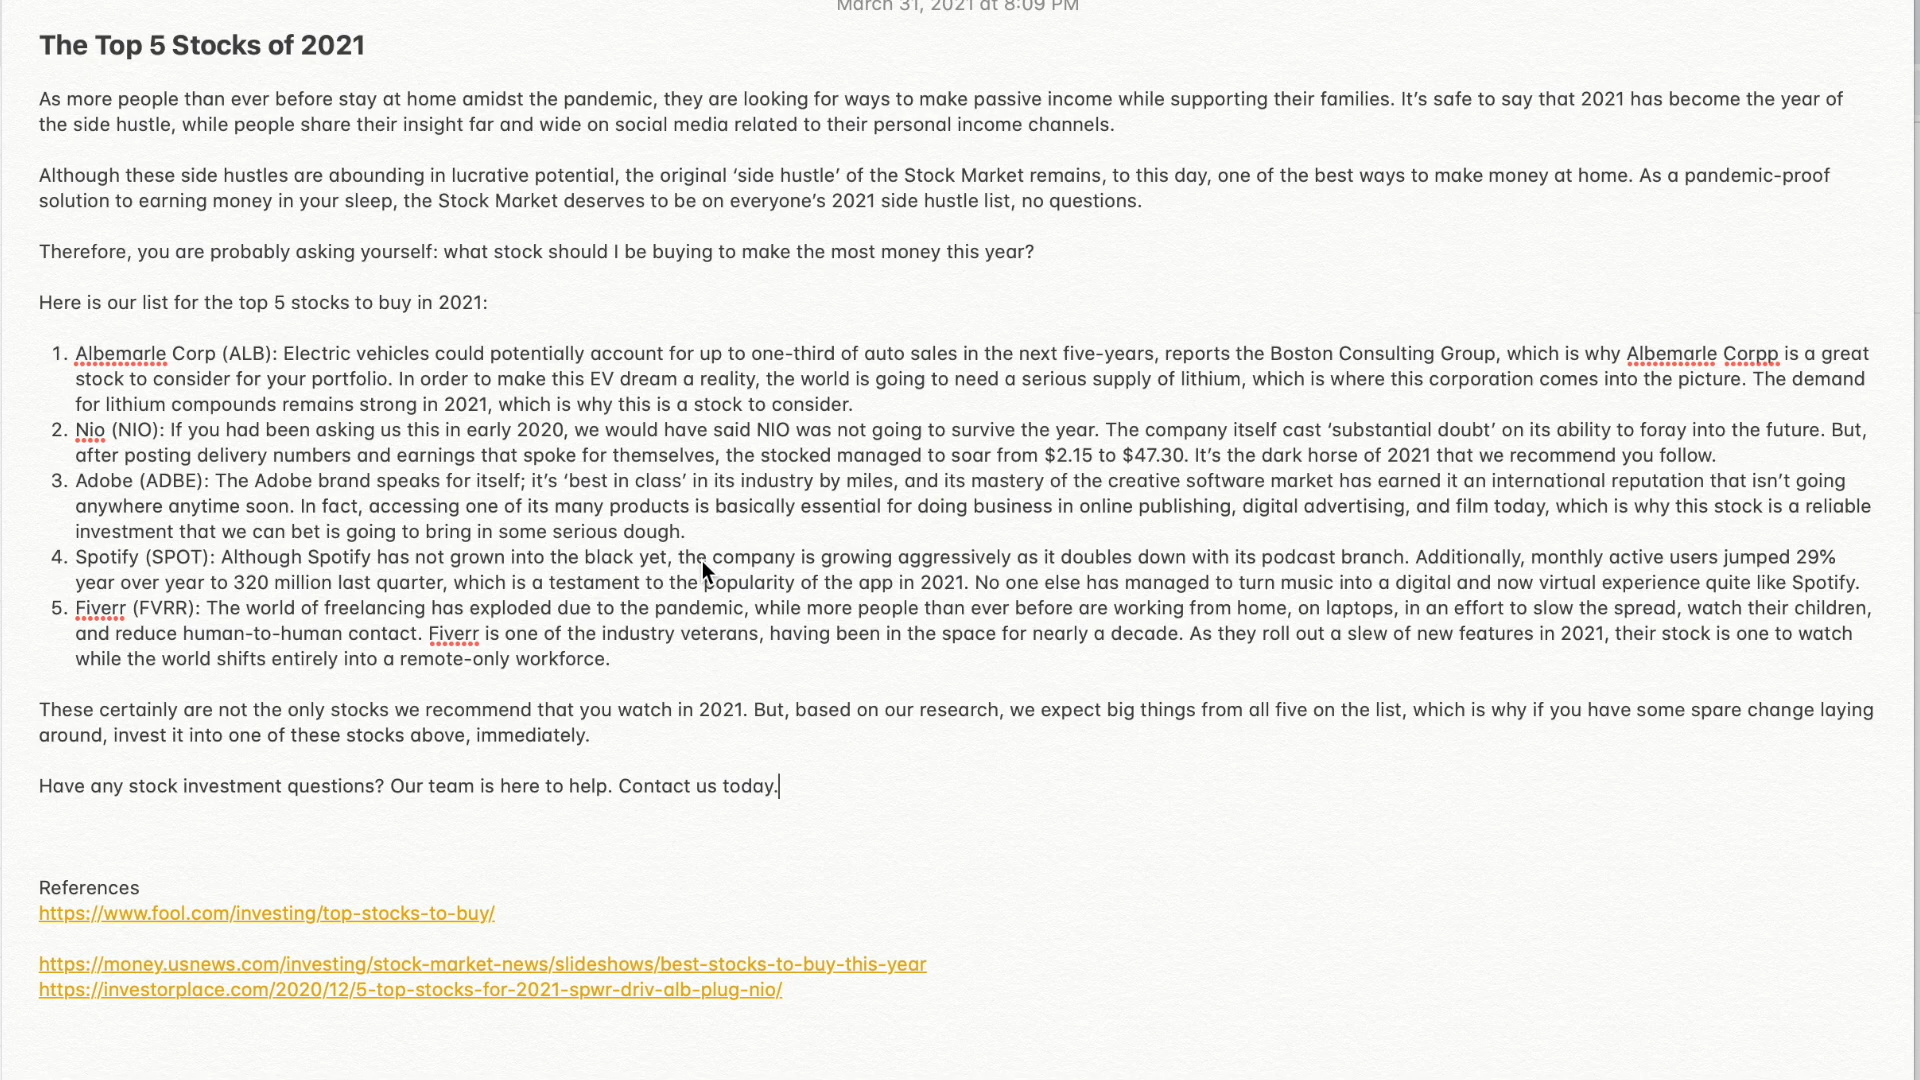 March 31, 2021 at 8:09 PM
The Top 5 Stocks of 2021
As more people than ever before stay at home amidst the pandemic, they are looking for ways to make passive income while supporting their families. It’s safe to say that 2021 has become the year of
the side hustle, while people share their insight far and wide on social media related to their personal income channels.
Although these side hustles are abounding in lucrative potential, the original ‘side hustle’ of the Stock Market remains, to this day, one of the best ways to make money at home. As a pandemic-proof
solution to earning money in your sleep, the Stock Market deserves to be on everyone’s 2021 side hustle list, no questions.
Therefore, you are probably asking yourself: what stock should I be buying to make the most money this year?
Here is our list for the top 5 stocks to buy in 2021:
1. Albemarle Corp (ALB): Electric vehicles could potentially account for up to one-third of auto sales in the next five-years, reports the Boston Consulting Group, which is why Albemarle Corpp is a great
stock to consider for your portfolio. In order to make this EV dream a reality, the world is going to need a serious supply of lithium, which is where this corporation comes into the picture. The demand
for lithium compounds remains strong in 2021, which is why this is a stock to consider.
2. Nio (NIO): If you had been asking us this in early 2020, we would have said NIO was not going to survive the year. The company itself cast ‘substantial doubt’ on its ability to foray into the future. But,
after posting delivery numbers and earnings that spoke for themselves, the stocked managed to soar from $2.15 to $47.30. It’s the dark horse of 2021 that we recommend you follow.
3. Adobe (ADBE): The Adobe brand speaks for itself; it’s ‘best in class’ in its industry by miles, and its mastery of the creative software market has earned it an international reputation that isn’t going
anywhere anytime soon. In fact, accessing one of its many products is basically essential for doing business in online publishing, digital advertising, and film today, which is why this stock is a reliable
investment that we can bet is going to bring in some serious dough.
4. Spotify (SPOT): Although Spotify has not grown into the black yet, the company is growing aggressively as it doubles down with its podcast branch. Additionally, monthly active users jumped 29%
year over year to 320 million last quarter, which is a testament to the popularity of the app in 2021. No one else has managed to turn music into a digital and now virtual experience quite like Spotify.
5. Fiverr (FVRR): The world of freelancing has exploded due to the pandemic, while more people than ever before are working from home, on laptops, in an effort to slow the spread, watch their children,
and reduce human-to-human contact. Fiverr is one of the industry veterans, having been in the space for nearly a decade. As they roll out a slew of new features in 2021, their stock is one to watch
while the world shifts entirely into a remote-only workforce.
These certainly are not the only stocks we recommend that you watch in 2021. But, based on our research, we expect big things from all five on the list, which is why if you have some spare change laying
around, invest it into one of these stocks above, immediately.
Have any stock investment questions? Our team is here to help. Contact us today.
References
https://www.fool.com/investing/top-stocks-to-buy/
https://money.usnews.com/investing/stock-market-news/slideshows/best-stocks-to-buy-this-year
https://investorplace.com/2020/12/5-top-stocks-for-2021-spwr-driv-alb-plug-nio/